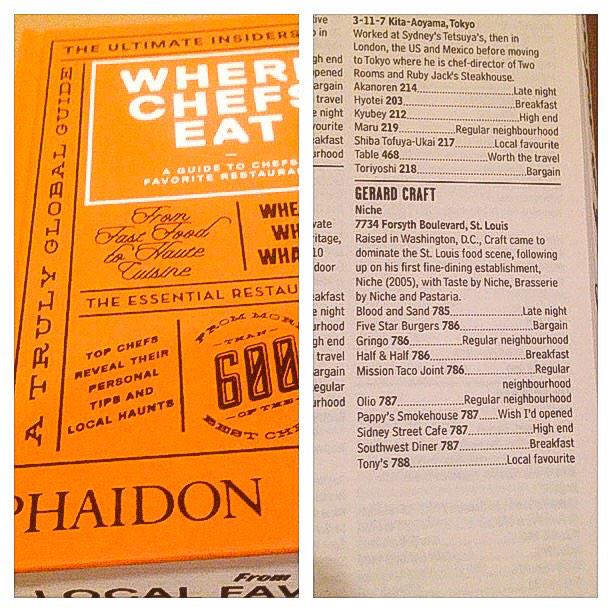 THE ULTIMATE INSIDERS
A TRULY GLOBAL GUIDE
WHER
CHEFS
EAT
A GUIDE TO CHEFS
FAVORITE RESTAURA
From
Fast Food
to Haute
Cuisine
WHE
WH
WHA
THE ESSENTIAL RESTAU
TOP CHEFS
REVEAL THEIR
PERSONAL
TIPS AND
LOCAL HAUNTS
FROM MORE
THAN
600
OF THE
BEST CHE
PHAIDON
From
LOCAL FAV
3-11-7 Kita-Aoyama, Tokyo
Worked at Sydney's Tetsuya's, then in
London, the US and Mexico before moving
to Tokyo where he is chef-director of Two
Rooms and Ruby Jack's Steakhouse.
Akanoren 214...Late night
Hyotei 203...Breakfast
Kyubey 212...High end
Maru 219...Regular neighbourhood
Shiba Tofuya-Ukai 217...Local favourite
Table 468...Worth the travel
Toriyoshi 218...Bargain
GERARD CRAFT
Niche
7734 Forsyth Boulevard, St. Louis
Raised in Washington, D.C., Craft came to
dominate the St. Louis food scene, following
up on his first fine-dining establishment,
Niche (2005), with Taste by Niche, Brasserie
by Niche and Pastaria.
Blood and Sand 785...Late night
Five Star Burgers 786...Bargain
Gringo 786...Regular neighbourhood
Half & Half 786...Breakfast
Mission Taco Joint 786...Regular
neighbourhood
Olio 787...Regular neighbourhood
Pappy's Smokehouse 787...Wish I'd opened
Sidney Street Cafe 787...High end
Southwest Diner 787...Breakfast
Tony's 788...Local favourite